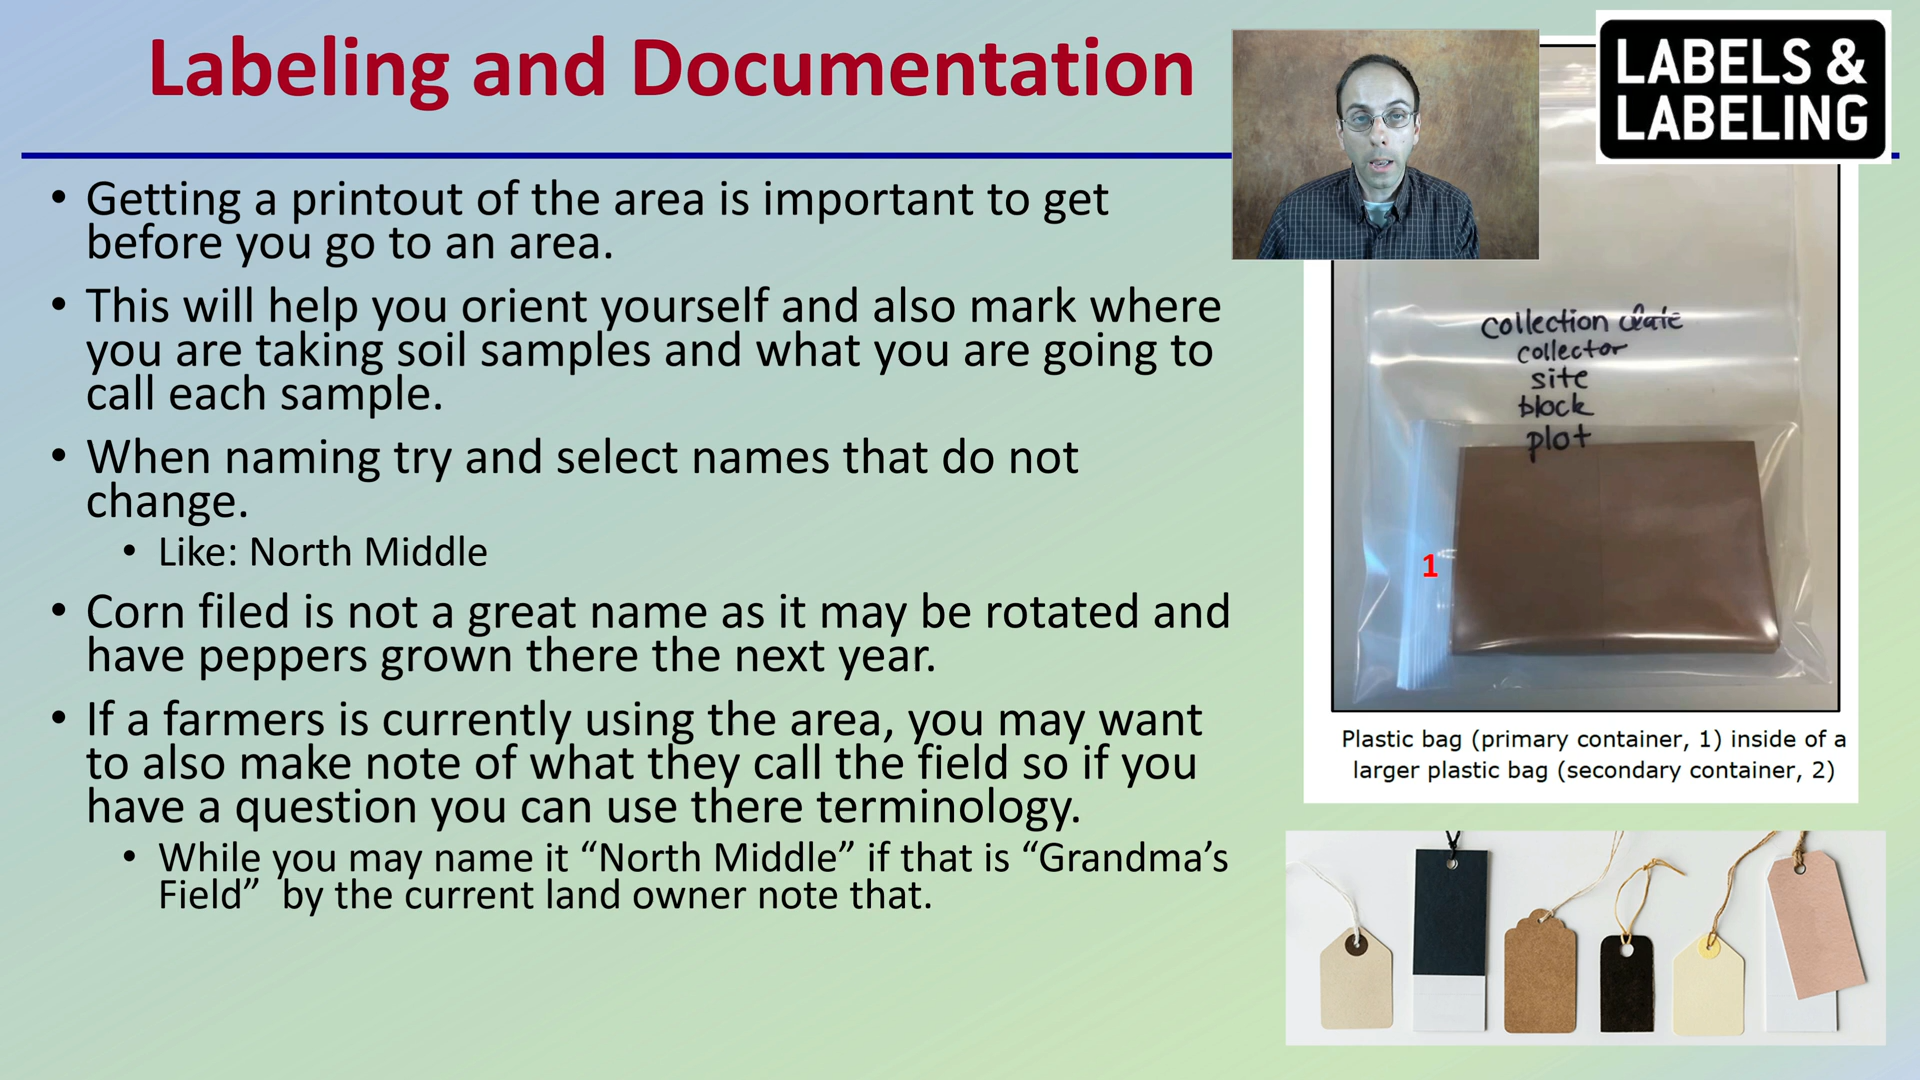 Labeling and Documentation
LABELS &
LABELING
• Getting a printout of the area is important to get
before you go to an area.
• This will help you orient yourself and also mark where
you are taking soil samples and what you are going to
call each sample.
• When naming try and select names that do not
change.
• Like: North Middle
• Corn filed is not a great name as it may be rotated and
have peppers grown there the next year.
• If a farmers is currently using the area, you may want
to also make note of what they call the field so if you
have a question you can use there terminology.
• While you may name it “North Middle” if that is “Grandma’s
Field”  by the current land owner note that.
collection date
collector
site
block
plot
1
Plastic bag (primary container, 1) inside of a
larger plastic bag (secondary container, 2)